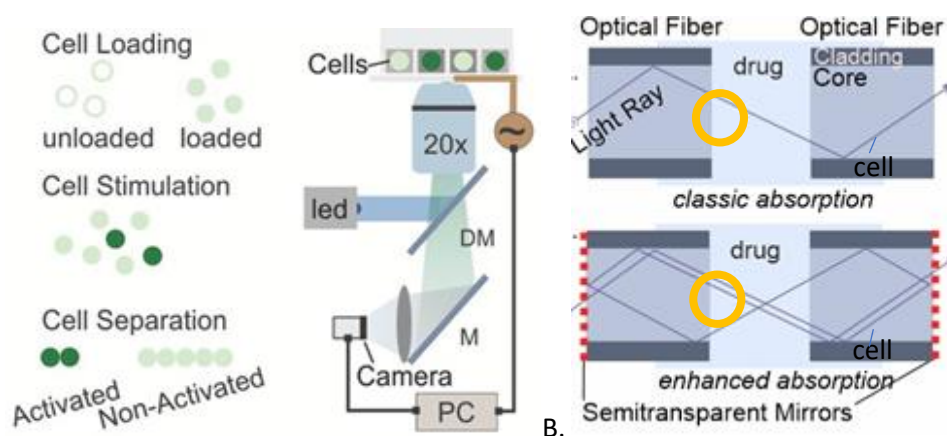 Cell Loading
unloaded loaded
Cell Stimulation
Cell Separation
Activated
Non-Activated
Cells
20x
led
DM
M
Camera
PC
B.
Optical Fiber Optical Fiber
drug
Cladding
Core
Light Ray
cell
classic absorption
drug
cell
enhanced absorption
Semitransparent Mirrors